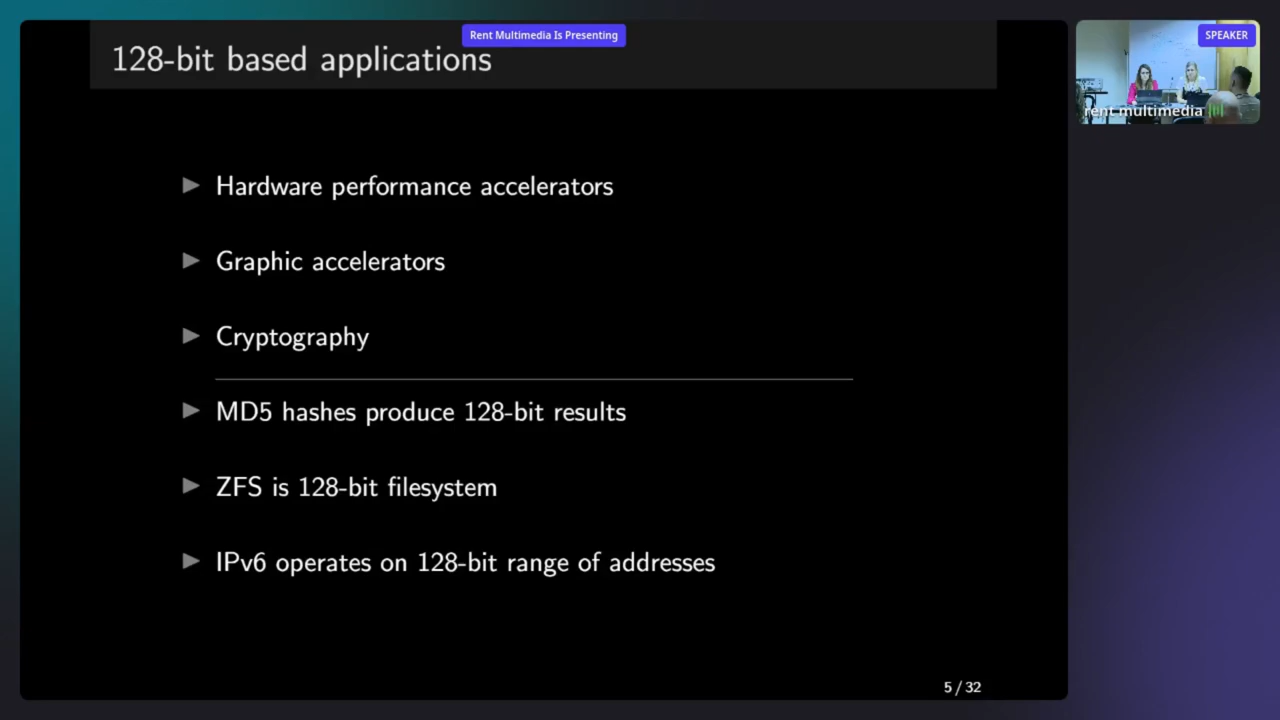 Rent Multimedia Is Presenting
SPEAKER
128-bit based applications
rent multimedia
Hardware performance accelerators
Graphic accelerators
Cryptography
MD5 hashes produce 128-bit results
ZFS is 128-bit filesystem
IPv6 operates on 128-bit range of addresses
5 / 32